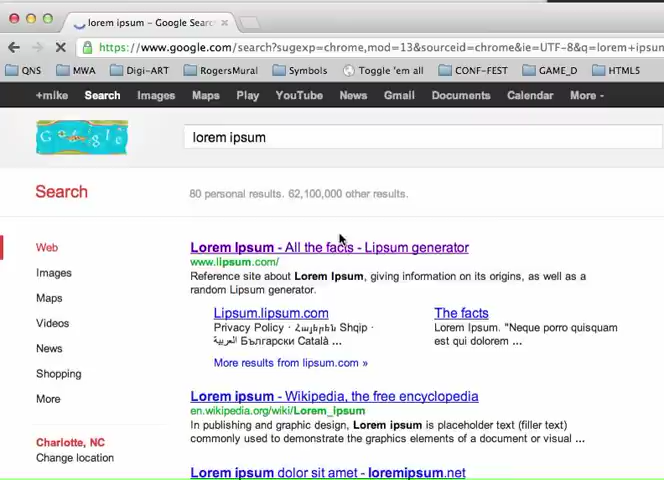 lorem ipsum – Google Searc
https://www.google.com/search?sugexp=chrome,mod=13&sourceid=chrome&ie=UTF-8&q=lorem+ipsum
QNS MWA Digi-ART RogersMural Symbols Toggle 'em all CONF-FEST GAME_D HTML5
+mike Search Images Maps Play YouTube News Gmail Documents Calendar More
Google
lorem ipsum
Search
80 personal results. 62,100,000 other results.
Web
Images
Maps
Videos
News
Shopping
More
Charlotte, NC
Change location
Lorem Ipsum - All the facts - Lipsum generator
www.lipsum.com/
Reference site about Lorem Ipsum, giving information on its origins, as well as a
random Lipsum generator.
Lipsum.lipsum.com
Privacy Policy · Հայերեն Shqip ·
العربية Български Català ...
The facts
Lorem Ipsum. "Neque porro quisquam
est qui dolorem ...
More results from lipsum.com »
Lorem ipsum - Wikipedia, the free encyclopedia
en.wikipedia.org/wiki/Lorem_ipsum
In publishing and graphic design, Lorem ipsum is placeholder text (filler text)
commonly used to demonstrate the graphics elements of a document or visual ...
Lorem ipsum dolor sit amet - loremipsum.net